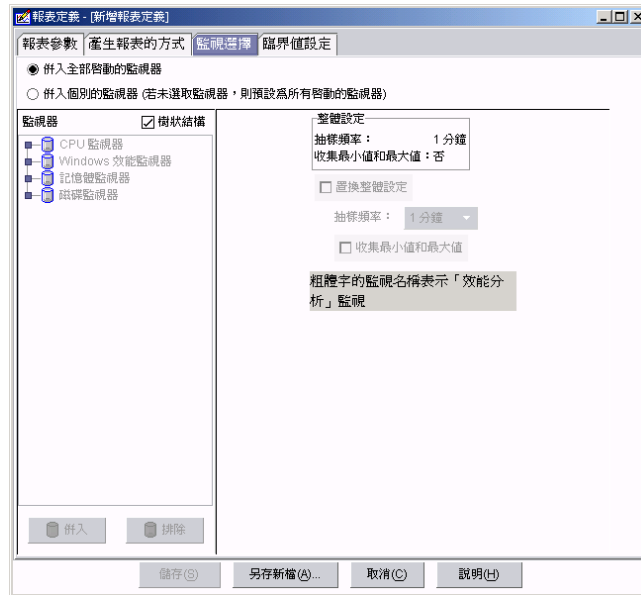 報表定義 - [新增報表定義]
報表參數 產生報表的方式 監視選擇 臨界值設定
併入全部啓動的監視器
併入個別的監視器 (若未選取監視器，則預設爲所有啓動的監視器)
監視器 樹狀結構
CPU 監視器
Windows 效能監視器
記憶體監視器
磁碟監視器
併入 排除
整體設定
抽樣頻率： 1 分鐘
收集最小值和最大值：否
置換整體設定
抽樣頻率： 1 分鐘
收集最小値和最大値
粗體字的監視名稱表示「效能分
析」監視
儲存(S) 另存新檔(A)... 取消(C) 說明(H)